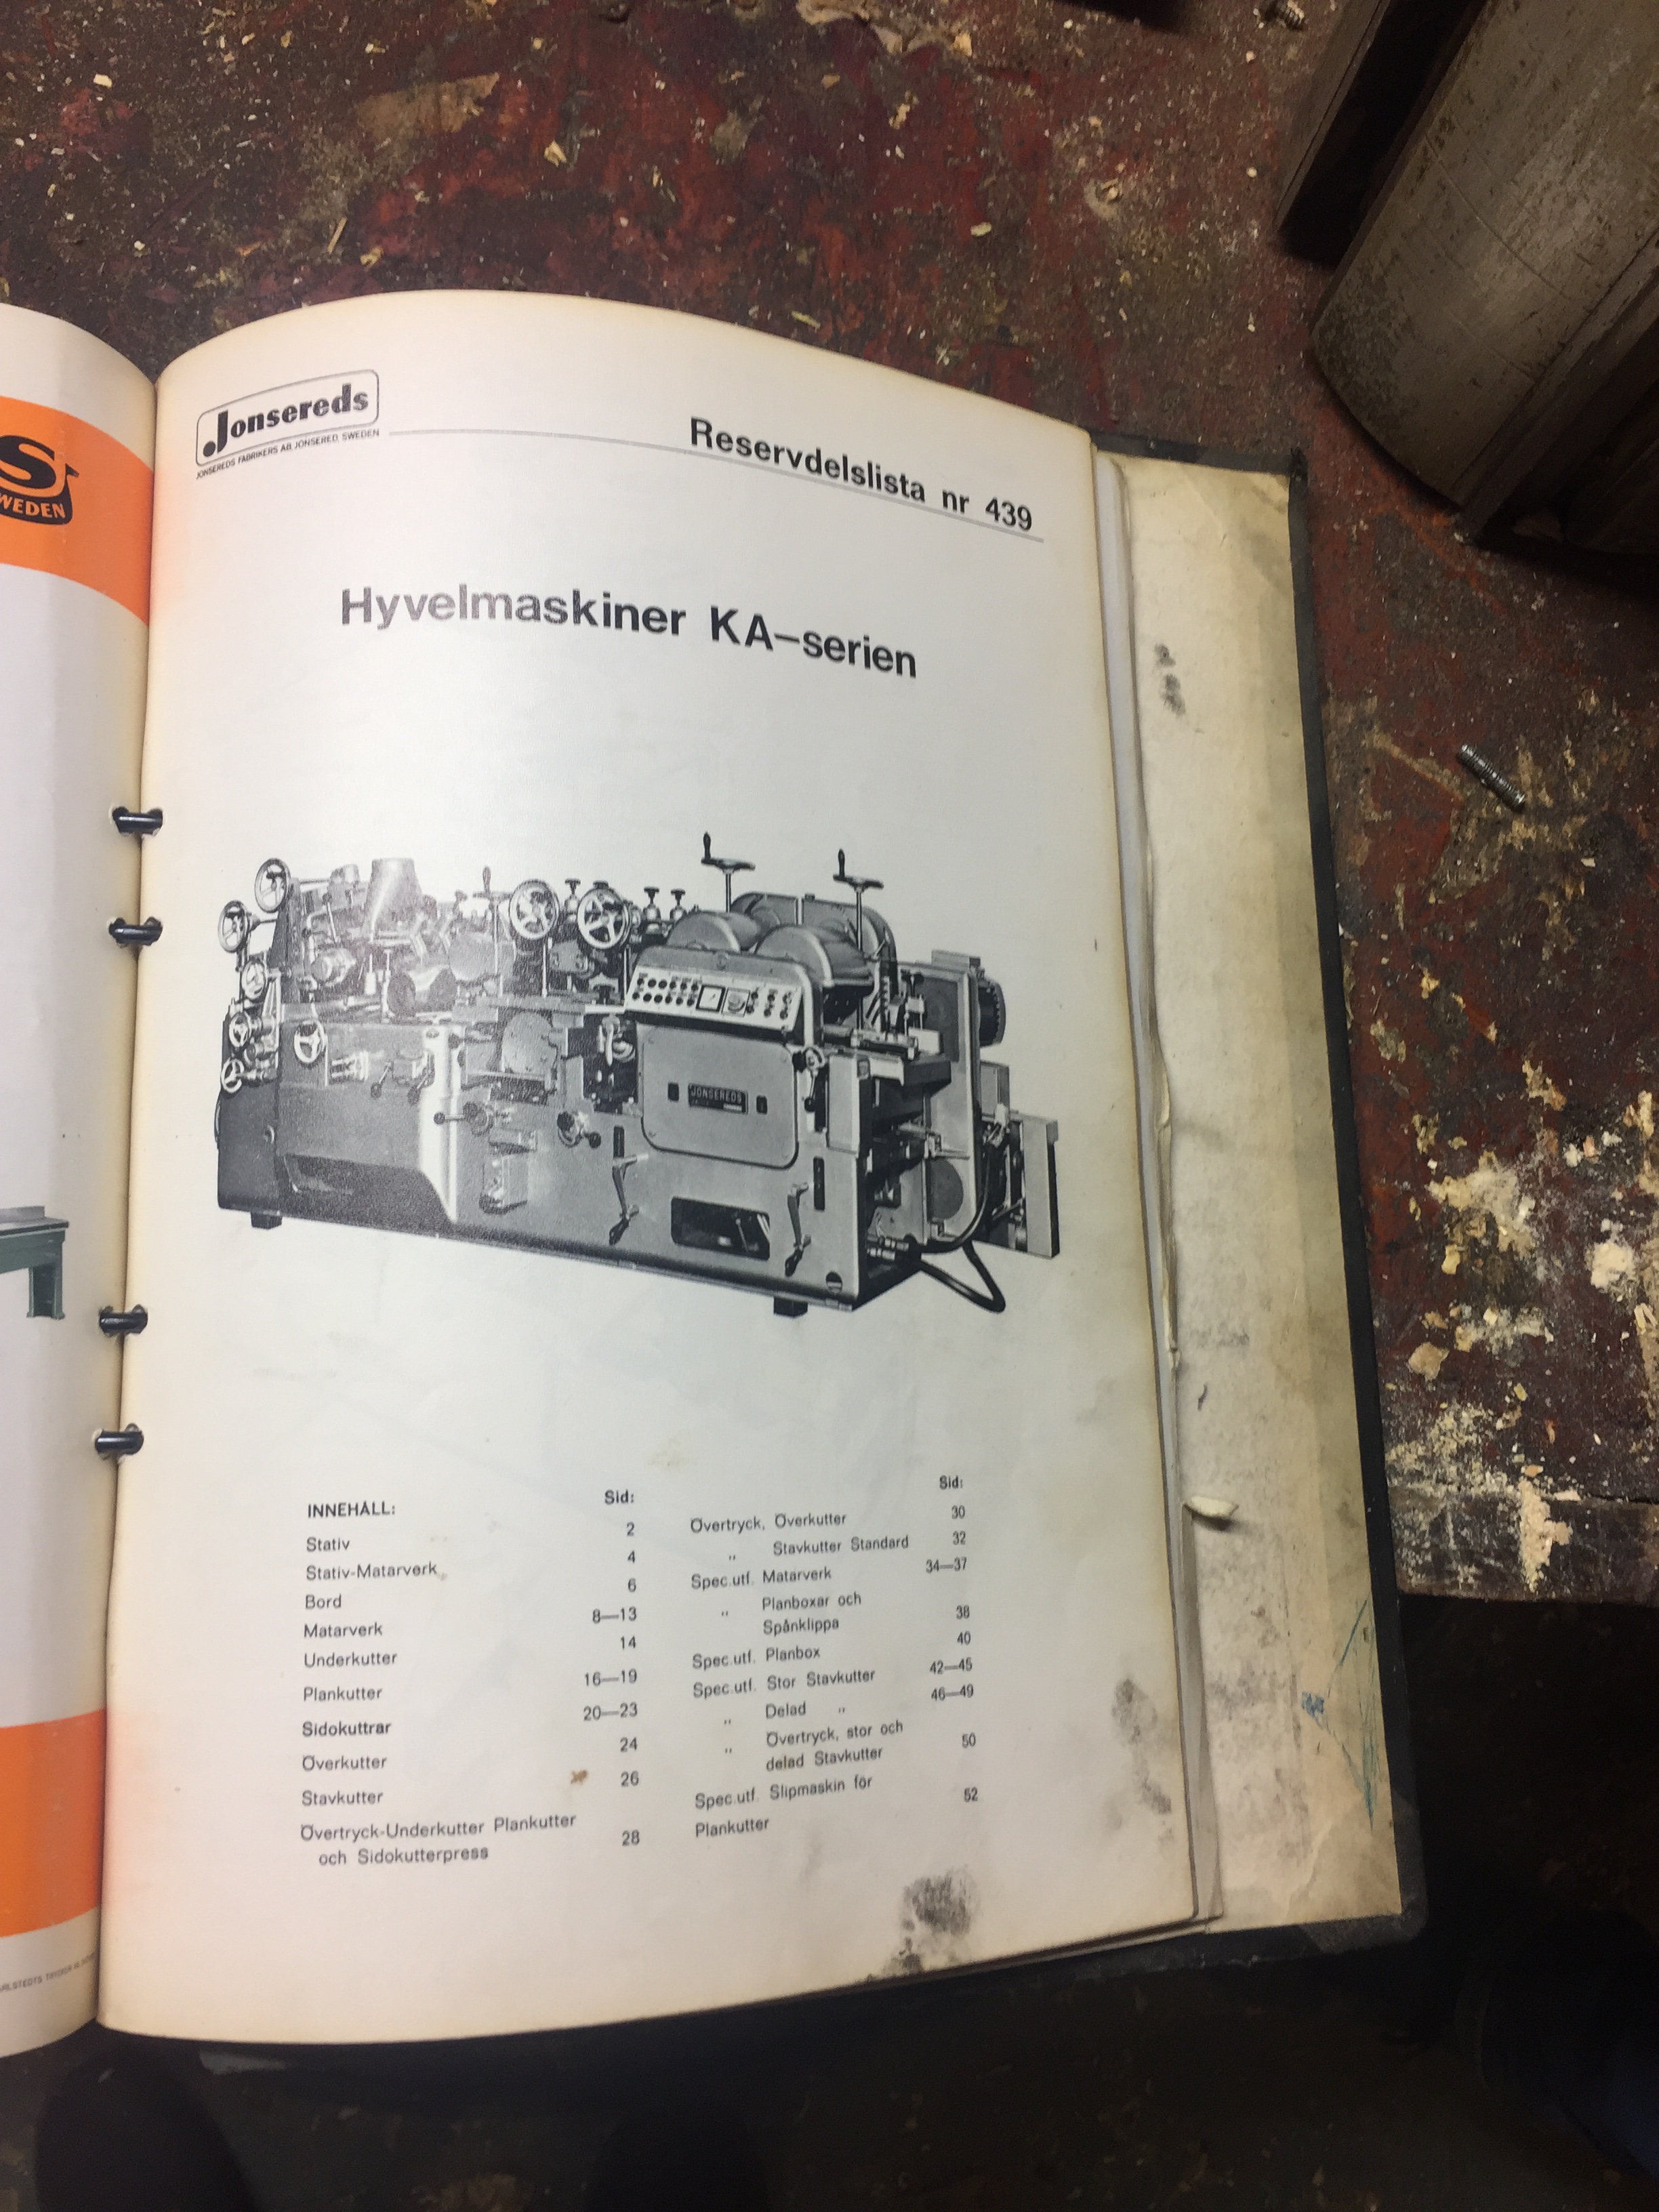 S
WEDEN
Jonsereds
JONSEREDS FABRIKERS AB JONSERED SWEDEN
Reservdelslista nr 439
Hyvelmaskiner KA–serien
JONSEREDS
INNEHÅLL: Sid:
Stativ 2
Stativ-Matarverk 4
Bord 6
Matarverk 8—13
Underkutter 14
Plankutter 16—19
Sidokuttrar 20—23
Överkutter 24
Stavkutter 26
Övertryck-Underkutter Plankutter
och Sidokutterpress 28
Sid:
Övertryck, Överkutter 30
„ Stavkutter Standard 32
Spec.utf. Matarverk 34—37
„ Planboxar och
Spånklippa 38
Spec.utf. Planbox 40
Spec.utf. Stor Stavkutter 42—45
„ Delad „ 46—49
„ Övertryck, stor och
delad Stavkutter 50
Spec.utf. Slipmaskin för
Plankutter 52